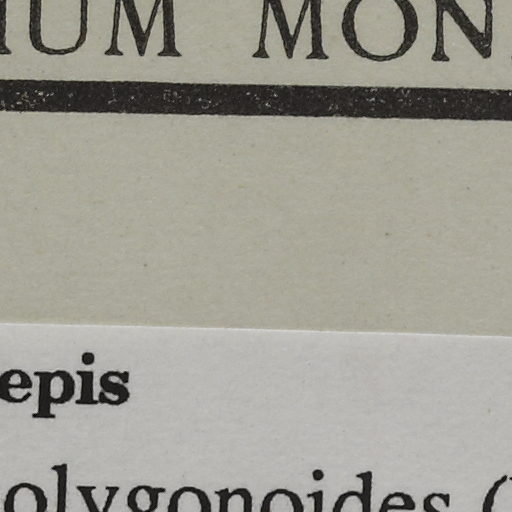 IUM MON
epis
olygonoides (